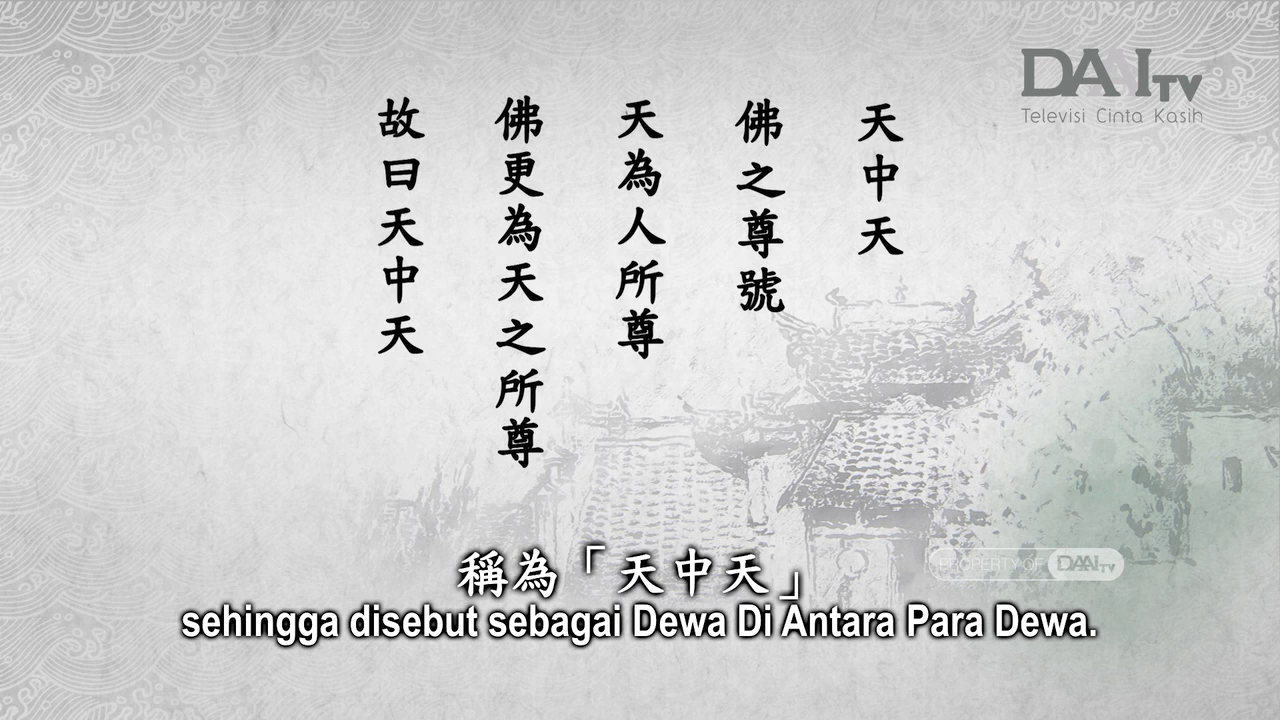 天中天
佛之尊號
天為人所尊
佛更為天之所尊
故曰天中天
DAAI TV
Televisi Cinta Kasih
PROPERTY OF DAAI TV
稱為「天中天」
sehingga disebut sebagai Dewa Di Antara Para Dewa.